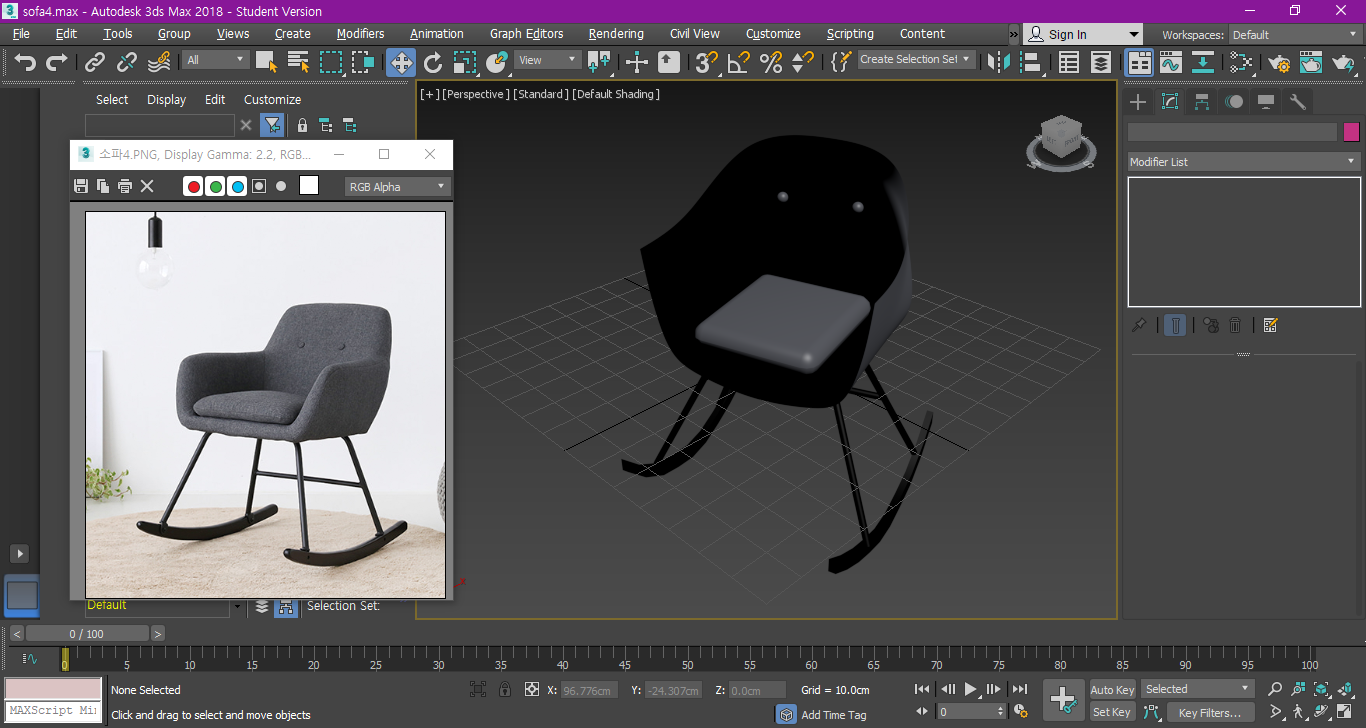 sofa4.max - Autodesk 3ds Max 2018 - Student Version
File Edit Tools Group Views Create Modifiers Animation Graph Editors Rendering Civil View Customize Scripting Content » Sign In Workspaces: Default
All View Create Selection Set
Select Display Edit Customize
[+] [Perspective] [Standard] [Default Shading]
소파4.PNG, Display Gamma: 2.2, RGB...
RGB Alpha
Modifier List
Default Selection Set:
0 / 100
0 5 10 15 20 25 30 35 40 45 50 55 60 65 70 75 80 85 90 95 100
None Selected X: 96.776cm Y: -24.307cm Z: 0.0cm Grid = 10.0cm Auto Key Selected
MAXScript Mi
Click and drag to select and move objects Add Time Tag 0 Set Key Key Filters...